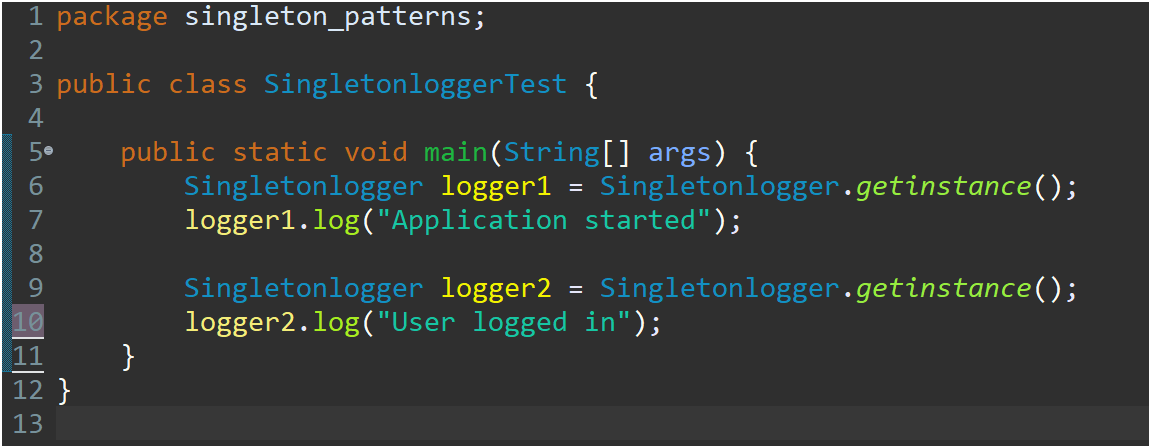 1 package singleton_patterns;
2
3 public class SingletonloggerTest {
4
5     public static void main(String[] args) {
6         Singletonlogger logger1 = Singletonlogger.getinstance();
7         logger1.log("Application started");
8
9         Singletonlogger logger2 = Singletonlogger.getinstance();
10         logger2.log("User logged in");
11     }
12 }
13